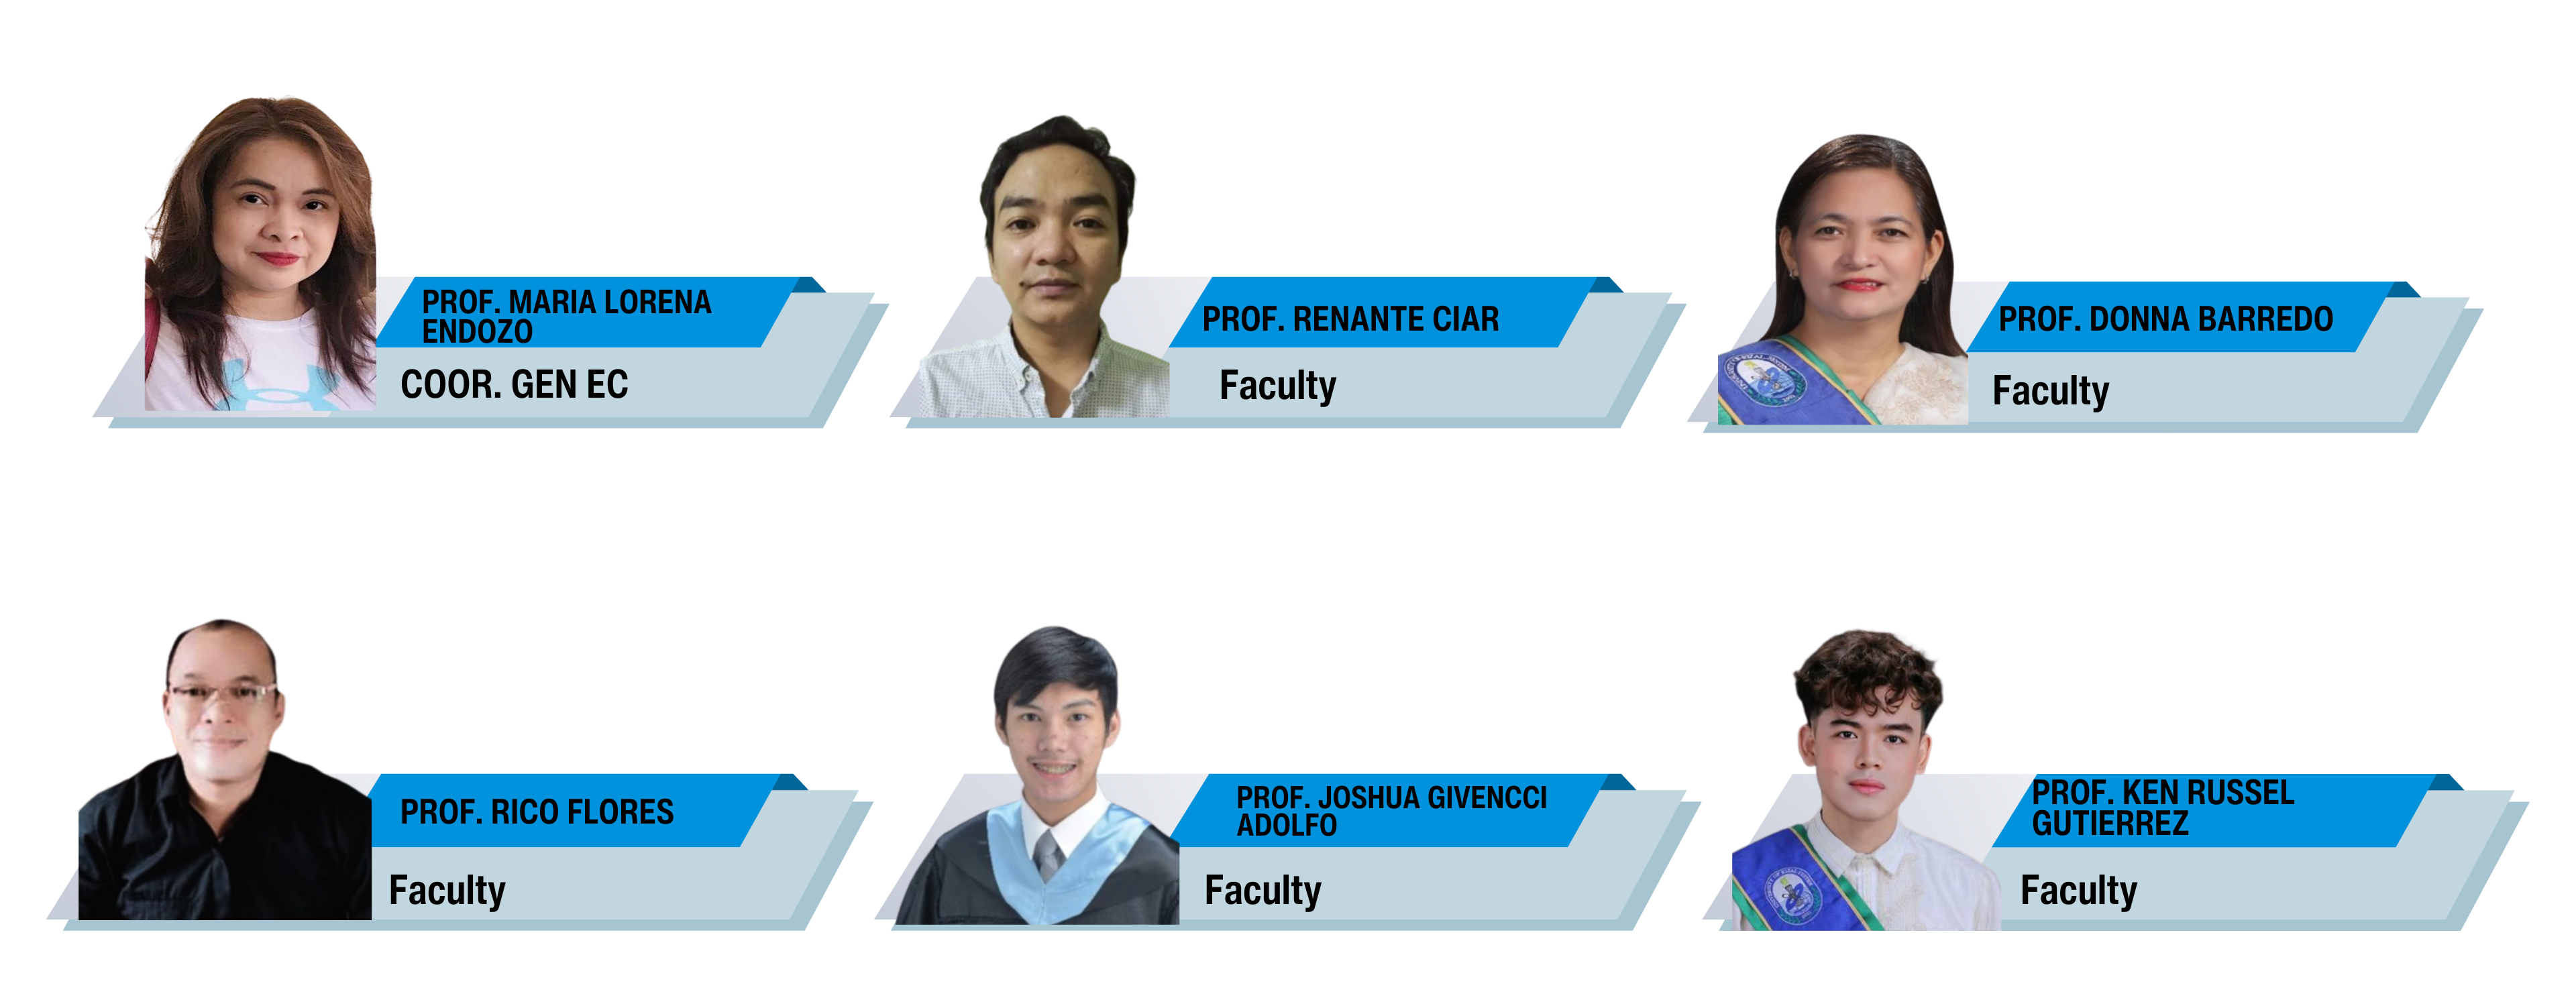 PROF. MARIA LORENA
ENDOZO
COOR. GEN EC
PROF. RENANTE CIAR
Faculty
PROF. DONNA BARREDO
Faculty
PROF. RICO FLORES
Faculty
PROF. JOSHUA GIVENCCI
ADOLFO
Faculty
PROF. KEN RUSSEL
GUTIERREZ
Faculty